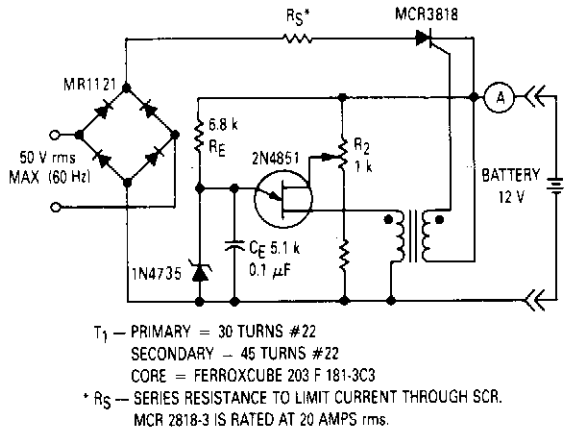 RS*
MCR3818
MR1121
50 V rms
MAX (60 Hz)
6.8 k
RE
2N4851
R2
1 k
A
BATTERY
12 V
CE 5.1 k
0.1 µF
1N4735
T1 — PRIMARY = 30 TURNS #22
SECONDARY – 45 TURNS #22
CORE = FERROXCUBE 203 F 181-3C3
* RS — SERIES RESISTANCE TO LIMIT CURRENT THROUGH SCR.
MCR 2818-3 IS RATED AT 20 AMPS rms.